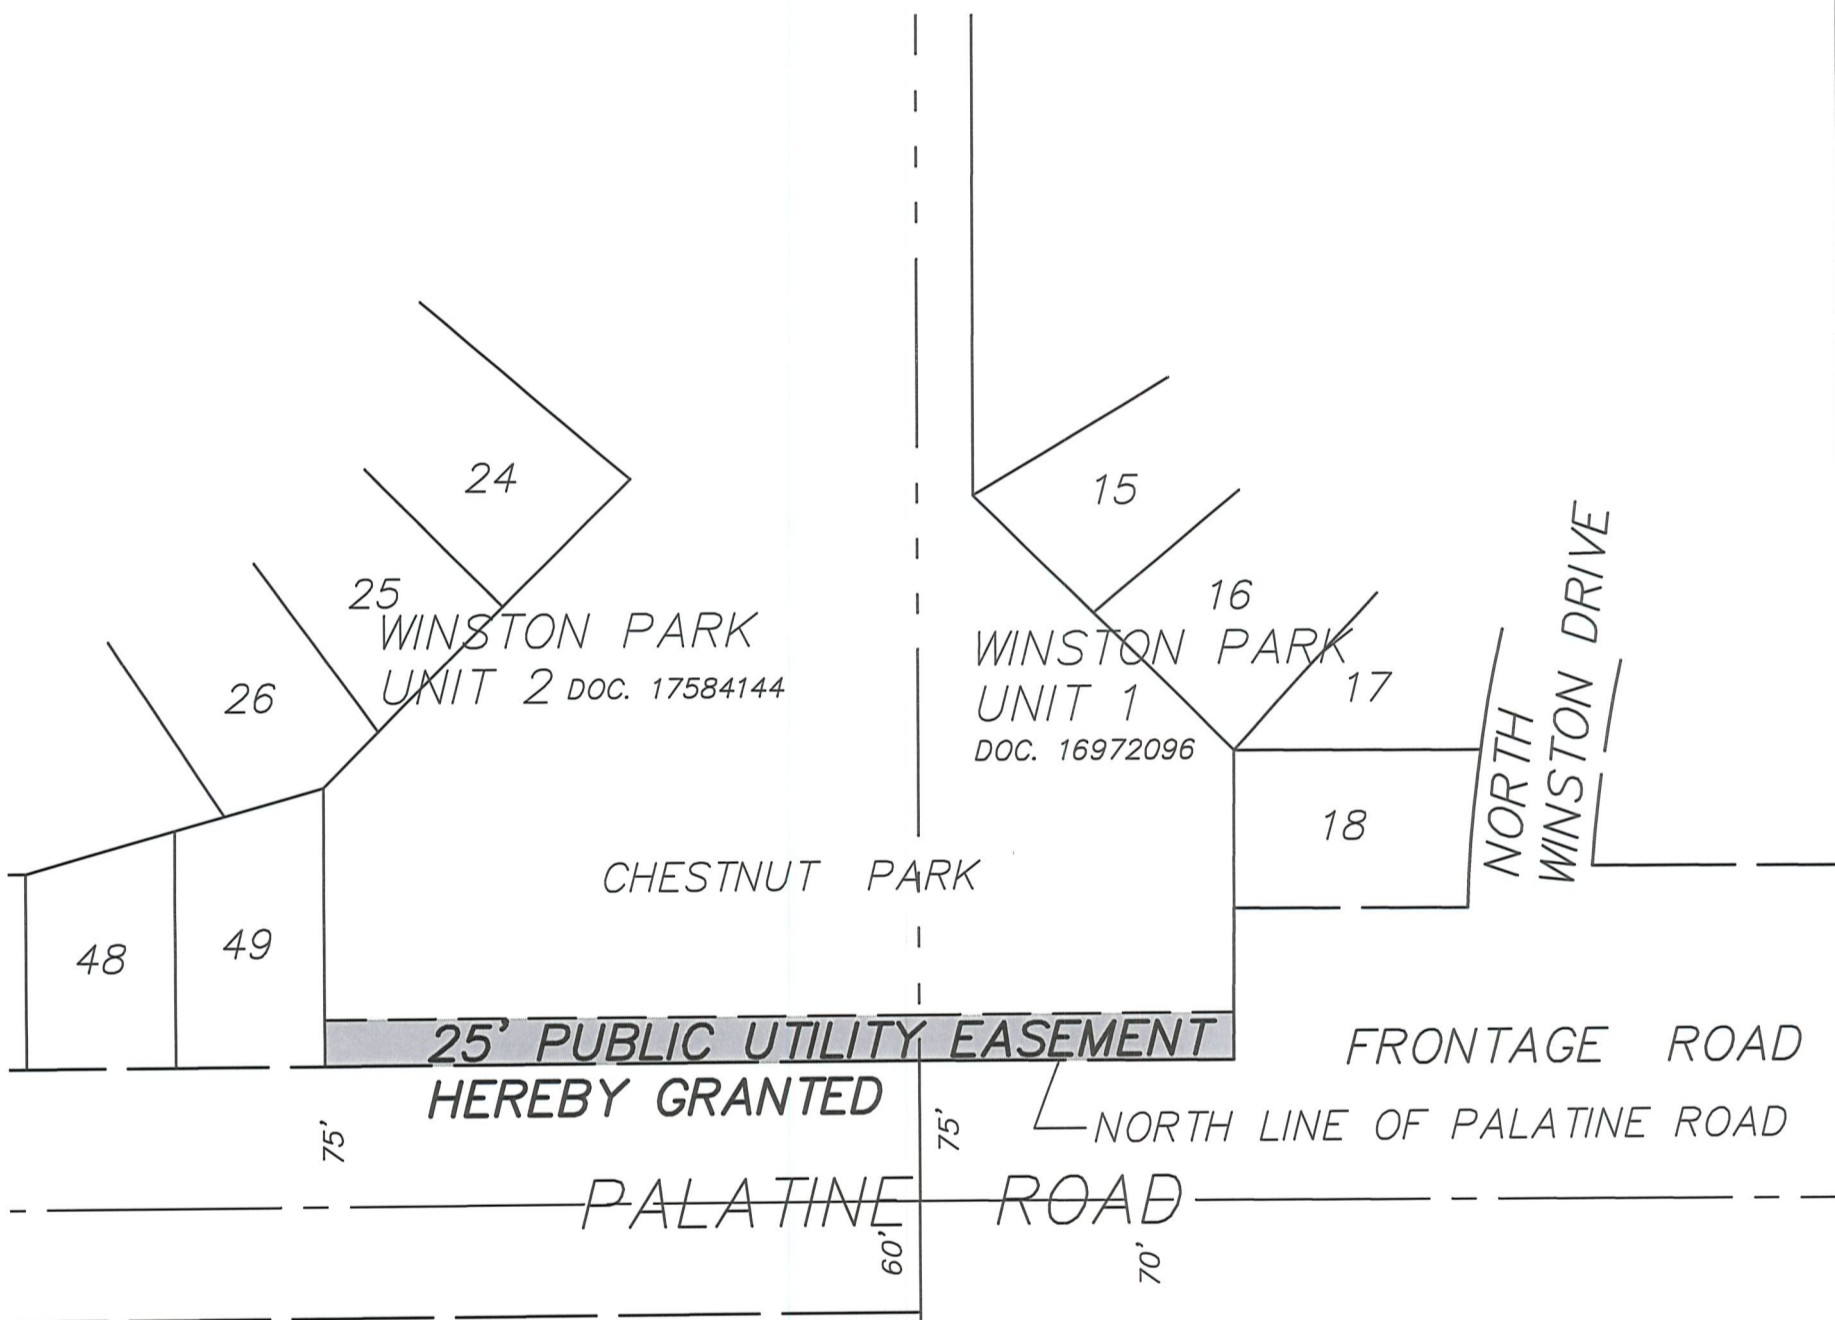 24
15
25
16
WINSTON PARK
UNIT 2 DOC. 17584144
WINSTON PARK
UNIT 1
DOC. 16972096
26
17
NORTH
WINSTON DRIVE
18
CHESTNUT PARK
48
49
25' PUBLIC UTILITY EASEMENT
HEREBY GRANTED
FRONTAGE ROAD
NORTH LINE OF PALATINE ROAD
75'
75'
PALATINE ROAD
60'
70'